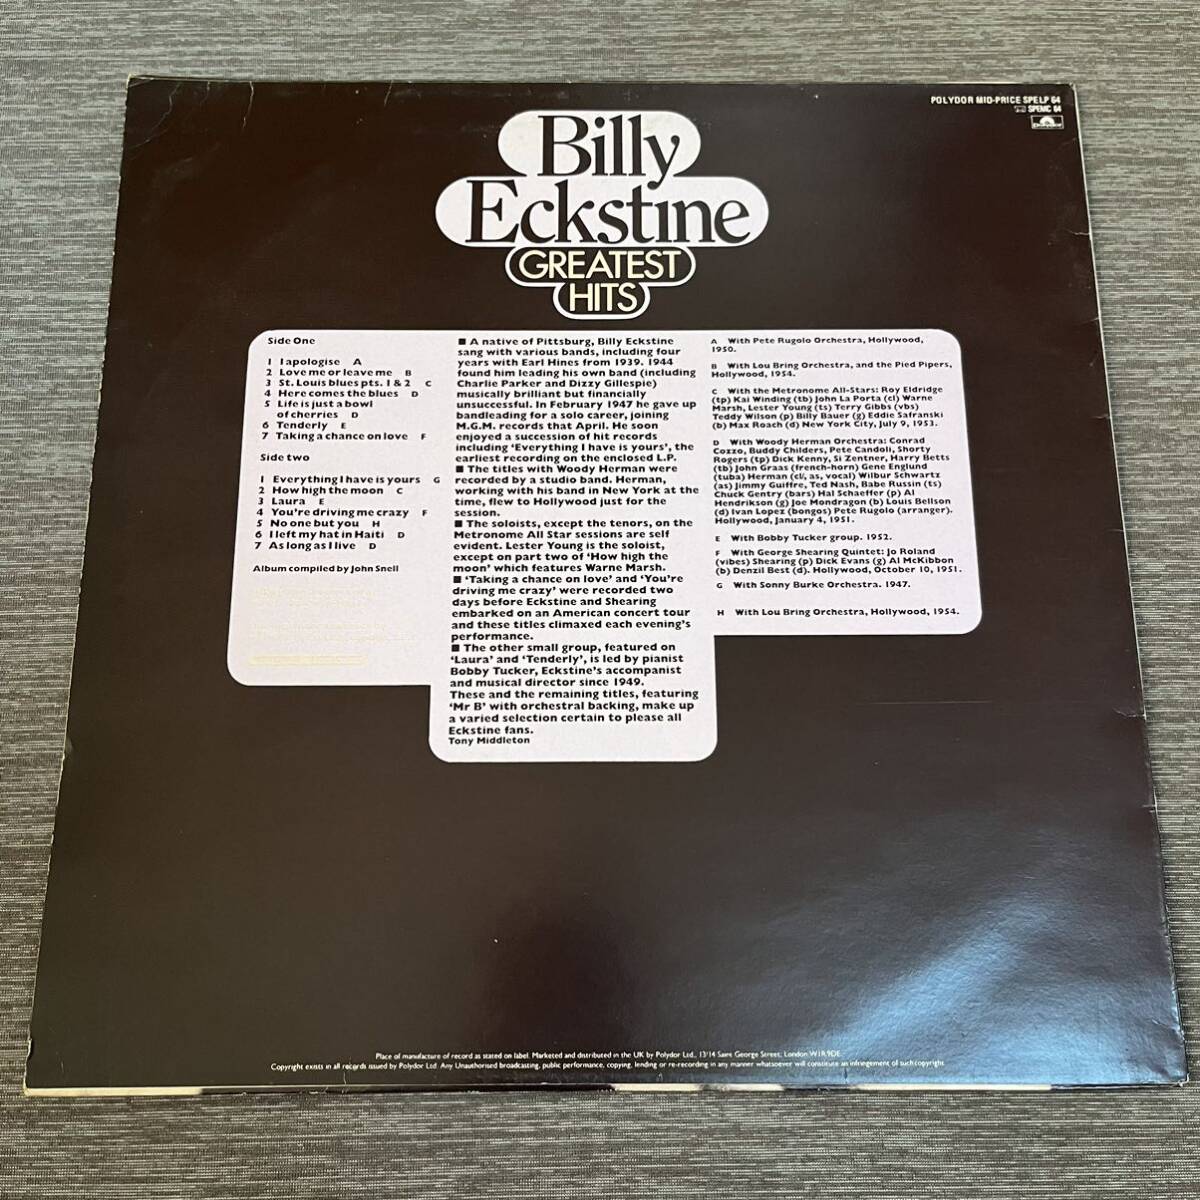 POLYDOR MID-PRICE SPELP 64
SPEMC 64
Billy
Eckstine
GREATEST
HITS
Side One
1 I apologise A
2 Love me or leave me B
3 St. Louis blues pts. 1 & 2 C
4 Here comes the blues D
5 Life is just a bowl
of cherries D
6 Tenderly E
7 Taking a chance on love F
Side two
1 Everything I have is yours G
2 How high the moon C
3 Laura E
4 You're driving me crazy F
5 No one but you H
6 I left my hat in Haiti D
7 As long as I live D
Album compiled by John Snell
■ A native of Pittsburg, Billy Eckstine
sang with various bands, including four
years with Earl Hines from 1939. 1944
found him leading his own band (including
Charlie Parker and Dizzy Gillespie)
musically brilliant but financially
unsuccessful. In February 1947 he gave up
bandleading for a solo career, joining
M.G.M. records that April. He soon
enjoyed a succession of hit records
including 'Everything I have is yours', the
earliest recording on the enclosed L.P.
■ The titles with Woody Herman were
recorded by a studio band. Herman,
working with his band in New York at the
time, flew to Hollywood just for the
session.
■ The soloists, except the tenors, on the
Metronome All Star sessions are self
evident. Lester Young is the soloist,
except on part two of 'How high the
moon' which features Warne Marsh.
■ 'Taking a chance on love' and 'You're
driving me crazy' were recorded two
days before Eckstine and Shearing
embarked on an American concert tour
and these titles climaxed each evening's
performance.
■ The other small group, featured on
'Laura' and 'Tenderly', is led by pianist
Bobby Tucker, Eckstine's accompanist
and musical director since 1949.
These and the remaining titles, featuring
'Mr B' with orchestral backing, make up
a varied selection certain to please all
Eckstine fans.
Tony Middleton
A With Pete Rugolo Orchestra, Hollywood,
1950.
B With Lou Bring Orchestra, and the Pied Pipers,
Hollywood, 1954.
C With the Metronome All-Stars: Roy Eldridge
(tp) Kai Winding (tb) John La Porta (cl) Warne
Marsh, Lester Young (ts) Terry Gibbs (vbs)
Teddy Wilson (p) Billy Bauer (g) Eddie Safranski
(b) Max Roach (d) New York City, July 9, 1953.
D With Woody Herman Orchestra: Conrad
Cozzo, Buddy Childers, Pete Candoli, Shorty
Rogers (tp) Dick Kenny, Si Zentner, Harry Betts
(tb) John Graas (french-horn) Gene Englund
(tuba) Herman (cl, as, vocal) Wilbur Schwartz
(as) Jimmy Guiffre, Ted Nash, Babe Russin (ts)
Chuck Gentry (bars) Hal Schaeffer (p) Al
Hendrikson (g) Joe Mondragon (b) Louis Bellson
(d) Ivan Lopez (bongos) Pete Rugolo (arranger).
Hollywood, January 4, 1951.
E With Bobby Tucker group. 1952.
F With George Shearing Quintet: Jo Roland
(vibes) Shearing (p) Dick Evans (g) Al McKibbon
(b) Denzil Best (d). Hollywood, October 10, 1951.
G With Sonny Burke Orchestra. 1947.
H With Lou Bring Orchestra, Hollywood, 1954.
Place of manufacture of record as stated on label. Marketed and distributed in the UK by Polydor Ltd., 13/14 Saint George Street, London W1R 9DE
Copyright exists in all records issued by Polydor Ltd. Any Unauthorised broadcasting, public performance, copying, lending or re-recording in any manner whatsoever will constitute an infringement of such copyright